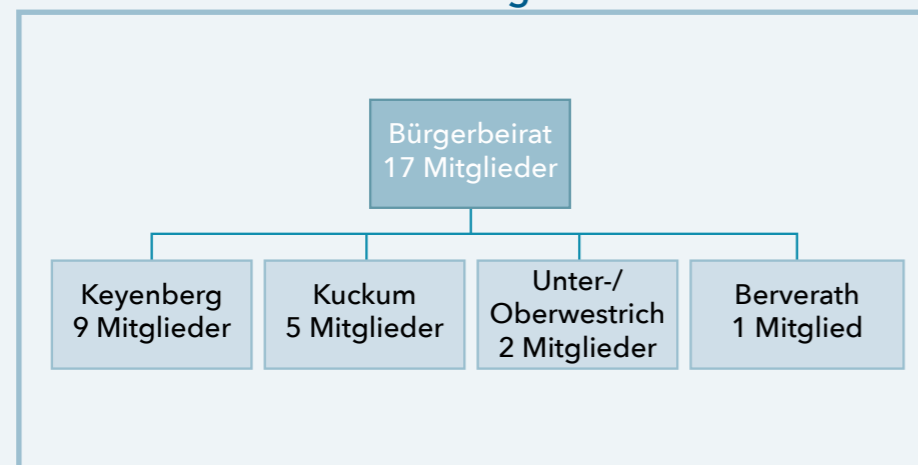 Bürgerbeirat
17 Mitglieder
Keyenberg
9 Mitglieder
Kuckum
5 Mitglieder
Unter-/
Oberwestrich
2 Mitglieder
Berverath
1 Mitglied